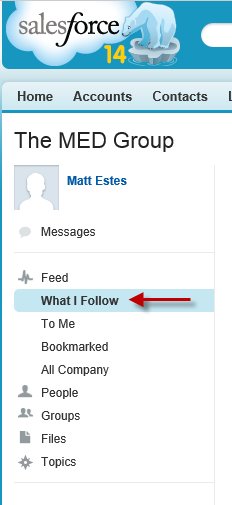 salesforce
14
Home Accounts Contacts L
The MED Group
Matt Estes
Messages
Feed
What I Follow
To Me
Bookmarked
All Company
People
Groups
Files
Topics